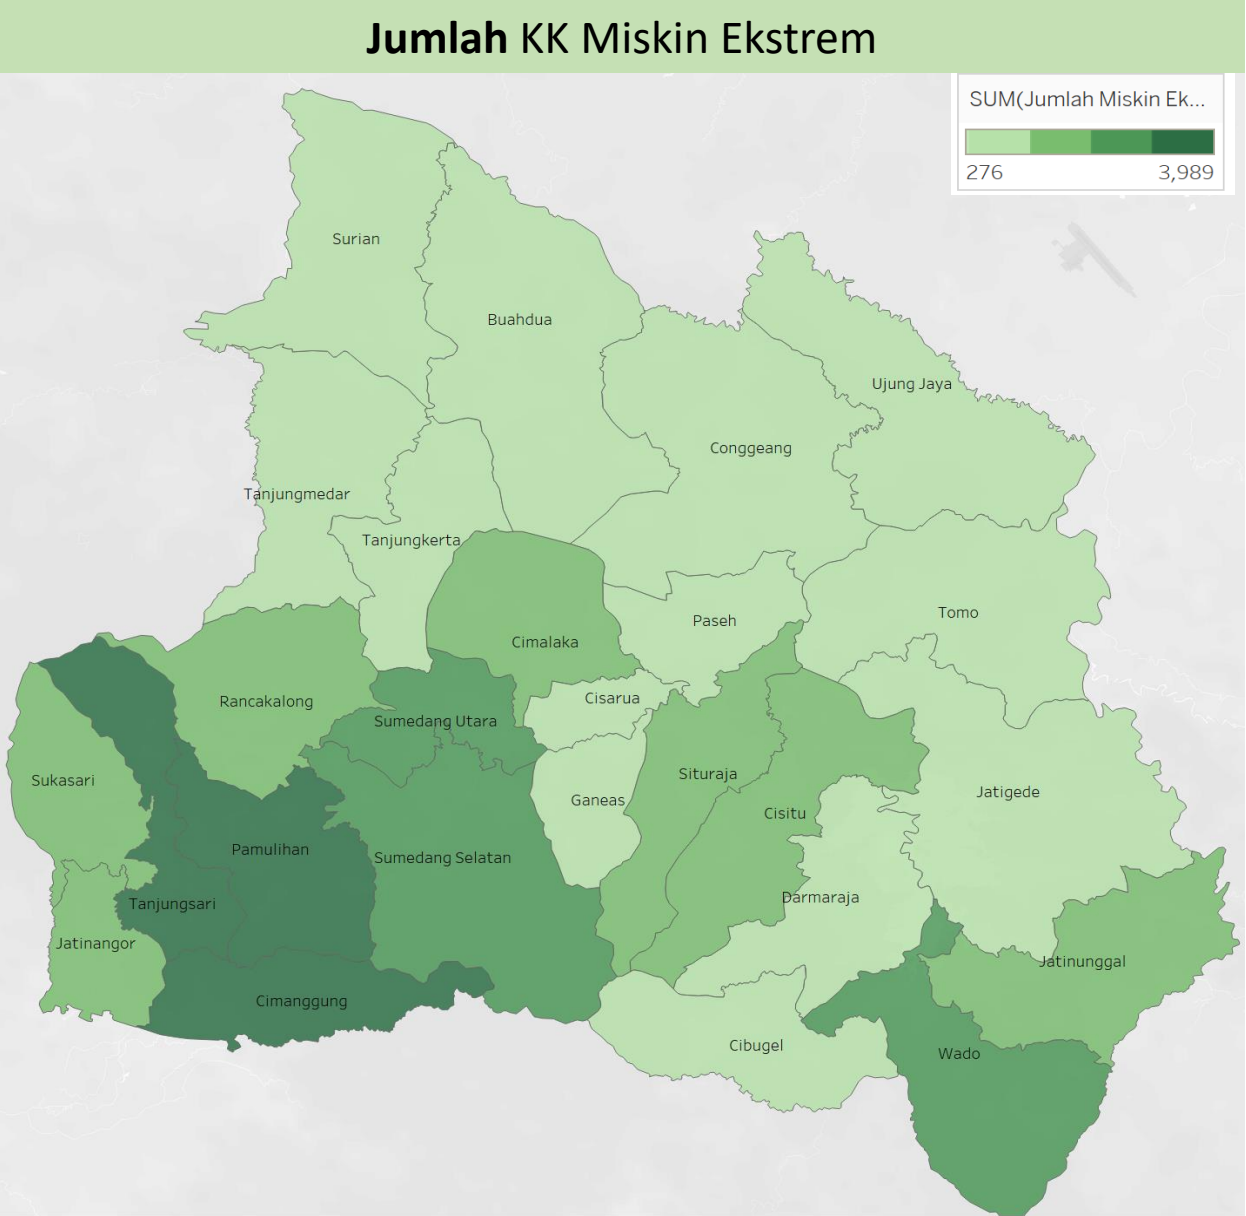 Jumlah KK Miskin Ekstrem
SUM(Jumlah Miskin Ek...
276 3,989
Surian
Buahdua
Ujung Jaya
Conggeang
Tanjungmedar
Tanjungkerta
Tomo
Paseh
Cimalaka
Cisarua
Rancakalong
Sumedang Utara
Situraja
Sukasari
Jatigede
Ganeas
Cisitu
Pamulihan
Sumedang Selatan
Darmaraja
Tanjungsari
Jatinangor
Jatinunggal
Cimanggung
Cibugel
Wado